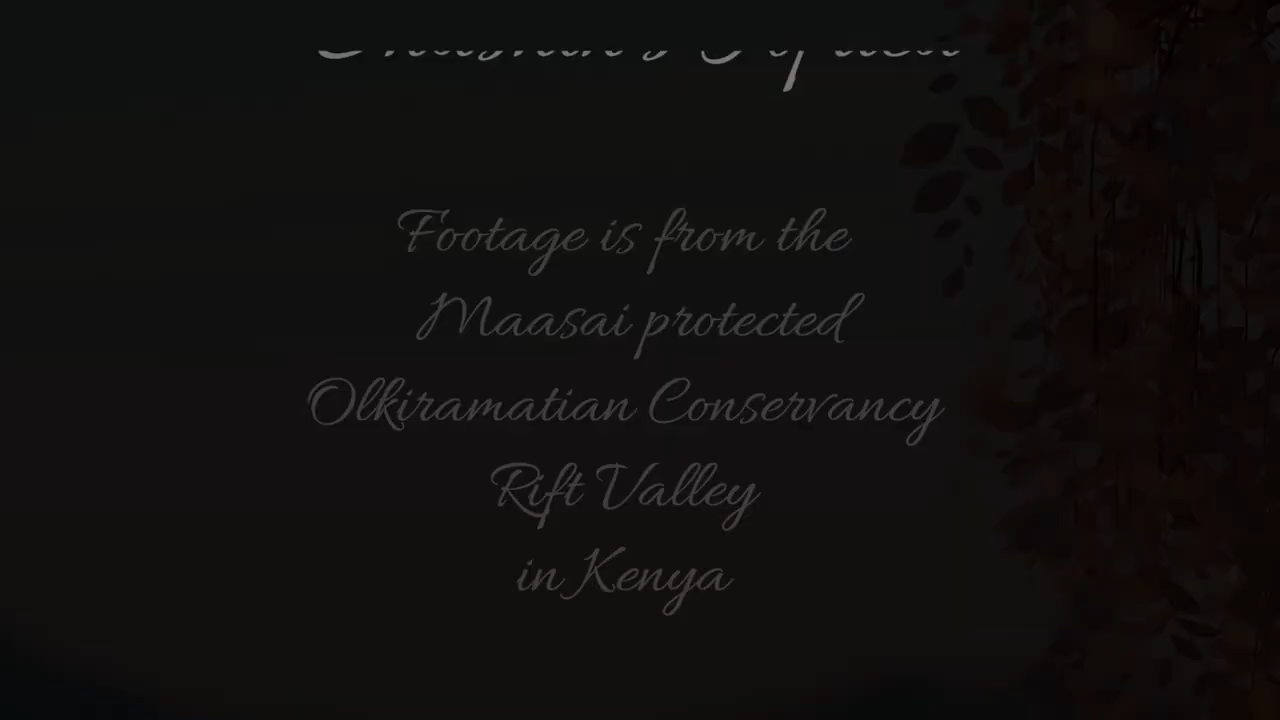 Footage is from the
Maasai protected
Olkiramatian Conservancy
Rift Valley
in Kenya